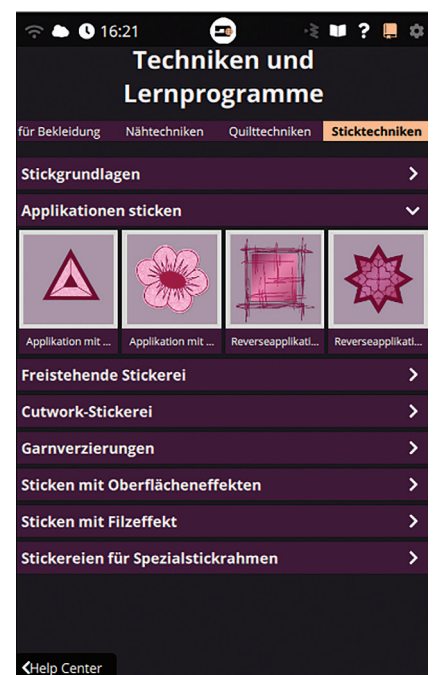 16:21
?
Techniken und
Lernprogramme
für Bekleidung Nähtechniken Quilttechniken Sticktechniken
Stickgrundlagen
Applikationen sticken
Applikation mit ... Applikation mit ... Reverseapplikati... Reverseapplikati...
Freistehende Stickerei
Cutwork-Stickerei
Garnverzierungen
Sticken mit Oberflächeneffekten
Sticken mit Filzeffekt
Stickereien für Spezialstickrahmen
Help Center